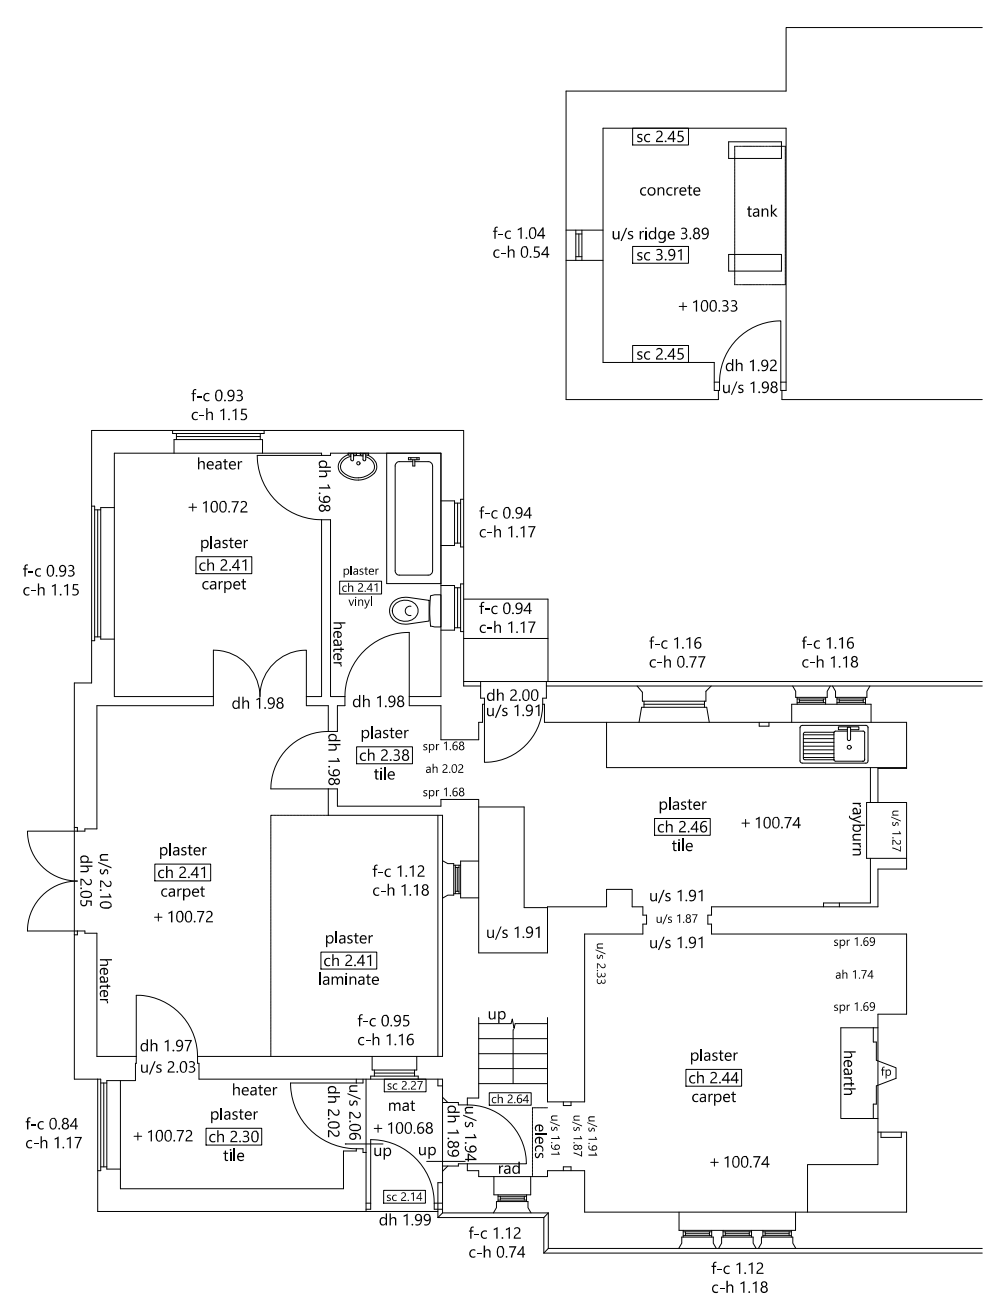 sc 2.45
concrete
tank
f-c 1.04
c-h 0.54
u/s ridge 3.89
sc 3.91
+ 100.33
sc 2.45
dh 1.92
u/s 1.98
f-c 0.93
c-h 1.15
heater
dh 1.98
+ 100.72
f-c 0.94
c-h 1.17
plaster
ch 2.41
carpet
f-c 0.93
c-h 1.15
plaster
ch 2.41
vinyl
f-c 0.94
c-h 1.17
heater
f-c 1.16
c-h 0.77
f-c 1.16
c-h 1.18
dh 1.98
dh 1.98
dh 2.00
u/s 1.91
plaster
ch 2.38
tile
dh 1.98
spr 1.68
ah 2.02
spr 1.68
plaster
ch 2.46
tile
+ 100.74
rayburn
u/s 1.27
plaster
ch 2.41
carpet
+ 100.72
u/s 2.10
dh 2.05
f-c 1.12
c-h 1.18
u/s 1.91
u/s 1.87
u/s 1.91
u/s 1.91
plaster
ch 2.41
laminate
u/s 2.33
spr 1.69
ah 1.74
spr 1.69
heater
f-c 0.95
c-h 1.16
up
dh 1.97
u/s 2.03
plaster
ch 2.44
carpet
hearth
fp
heater
sc 2.27
ch 2.64
f-c 0.84
c-h 1.17
+ 100.72
plaster
ch 2.30
tile
u/s 2.06
dh 2.02
mat
+ 100.68
up
up
u/s 1.94
dh 1.89
elecs
u/s 1.91
u/s 1.87
u/s 1.91
rad
+ 100.74
sc 2.14
dh 1.99
f-c 1.12
c-h 0.74
f-c 1.12
c-h 1.18